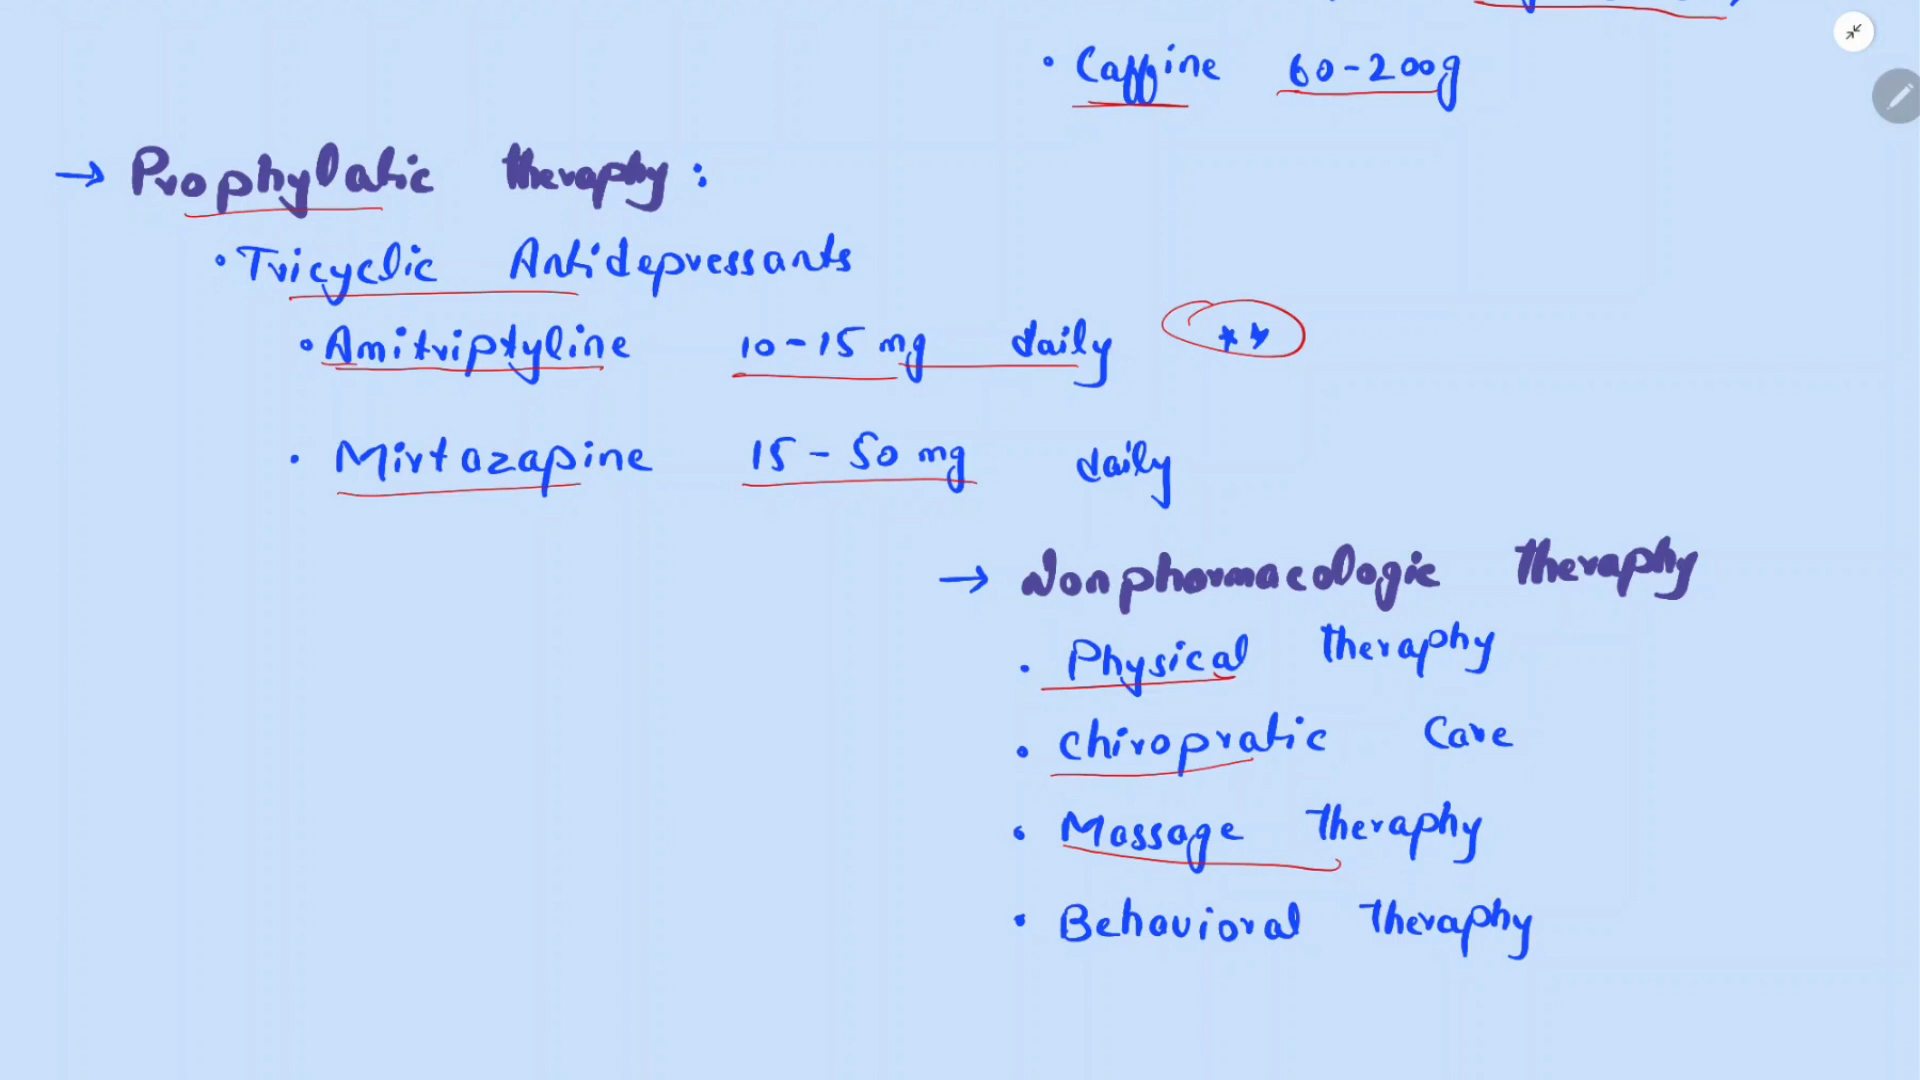 • Caffine 60-200g
→ Prophylatic theraphy :
• Tricyclic Antidepressants
• Amitriptyline 10-15 mg daily **
• Mirtazapine 15-50 mg daily
→ Nonpharmacologic theraphy
• Physical theraphy
• chiropratic Care
• Massage theraphy
• Behavioral theraphy